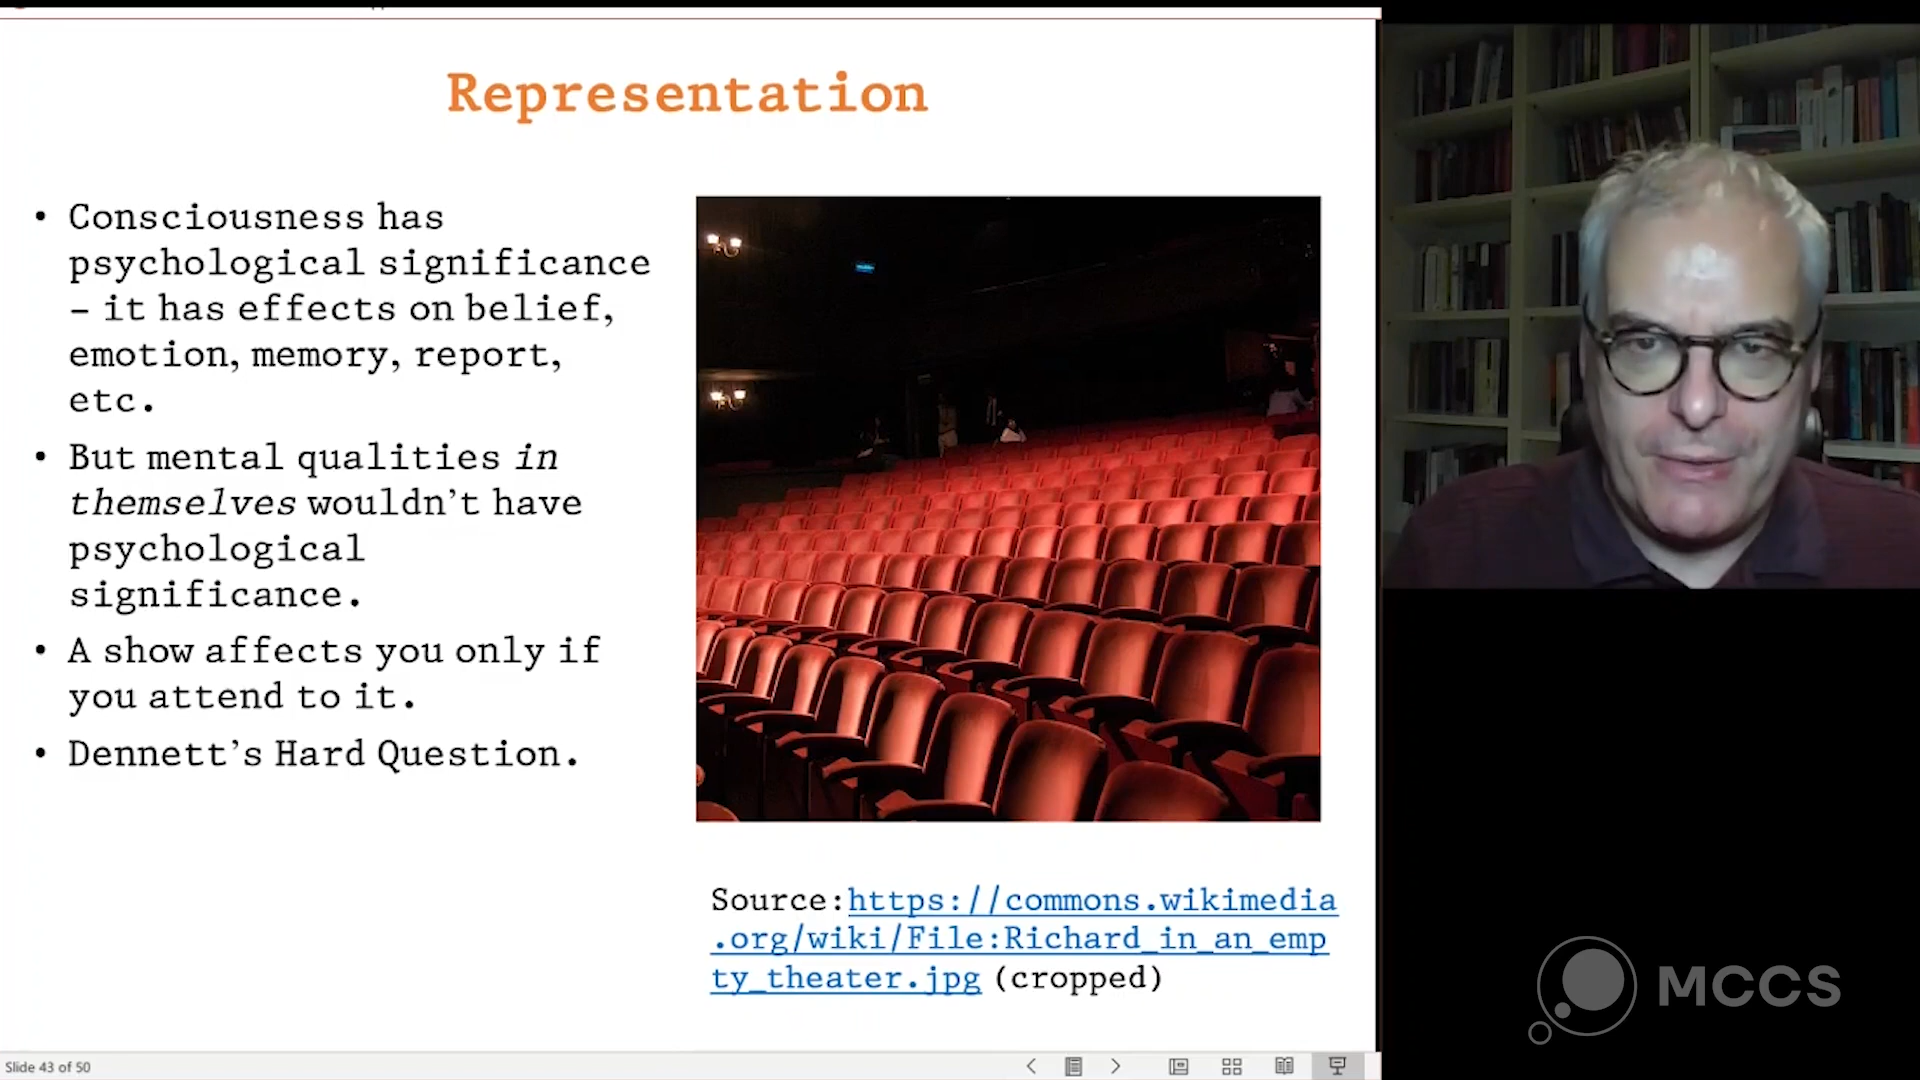 Representation
• Consciousness has
psychological significance
– it has effects on belief,
emotion, memory, report,
etc.
• But mental qualities in
themselves wouldn't have
psychological
significance.
• A show affects you only if
you attend to it.
• Dennett's Hard Question.
Source:https://commons.wikimedia
.org/wiki/File:Richard_in_an_emp
ty_theater.jpg (cropped)
MCCS
Slide 43 of 50